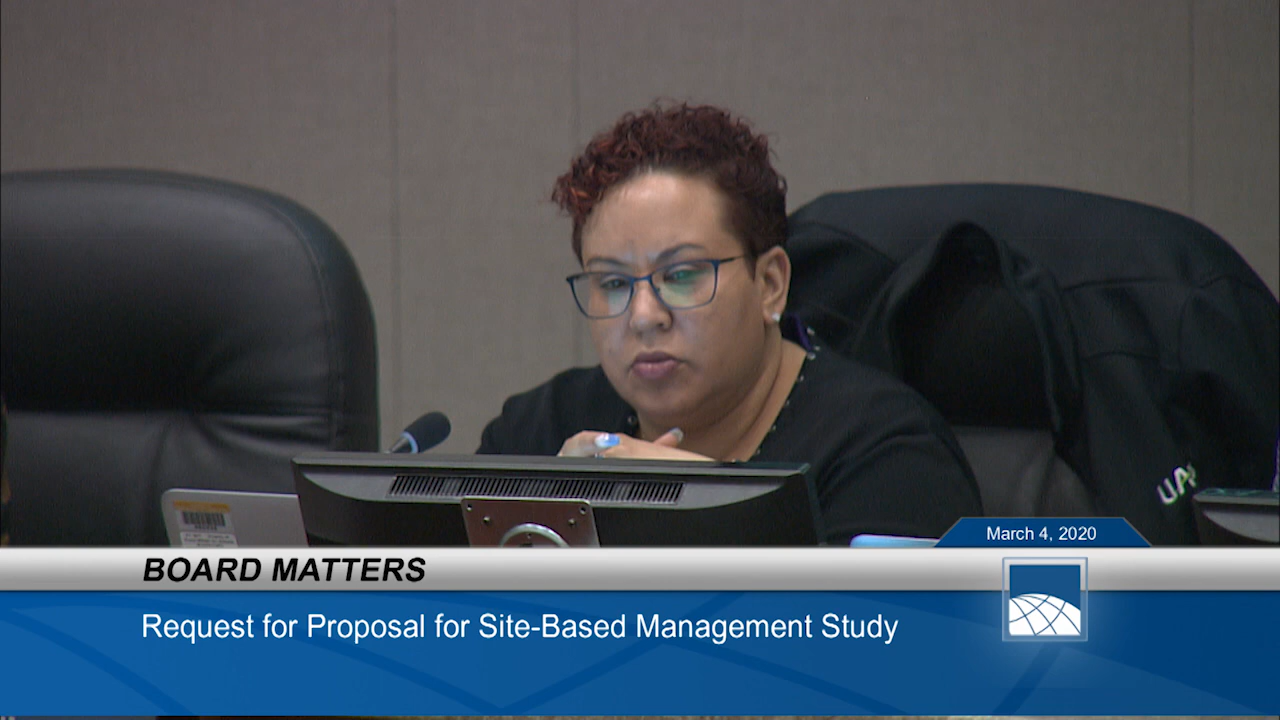 March 4, 2020
BOARD MATTERS
Request for Proposal for Site-Based Management Study